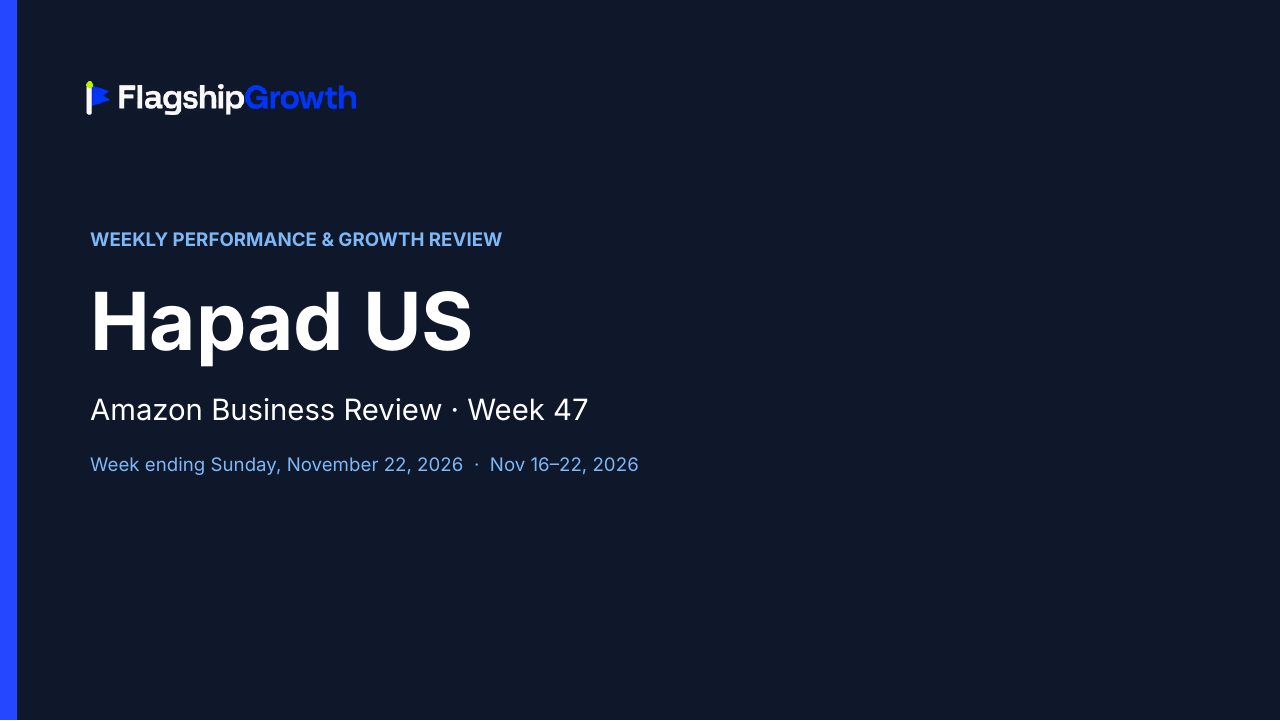 FlagshipGrowth
WEEKLY PERFORMANCE & GROWTH REVIEW
Hapad US
Amazon Business Review · Week 47
Week ending Sunday, November 22, 2026 · Nov 16–22, 2026